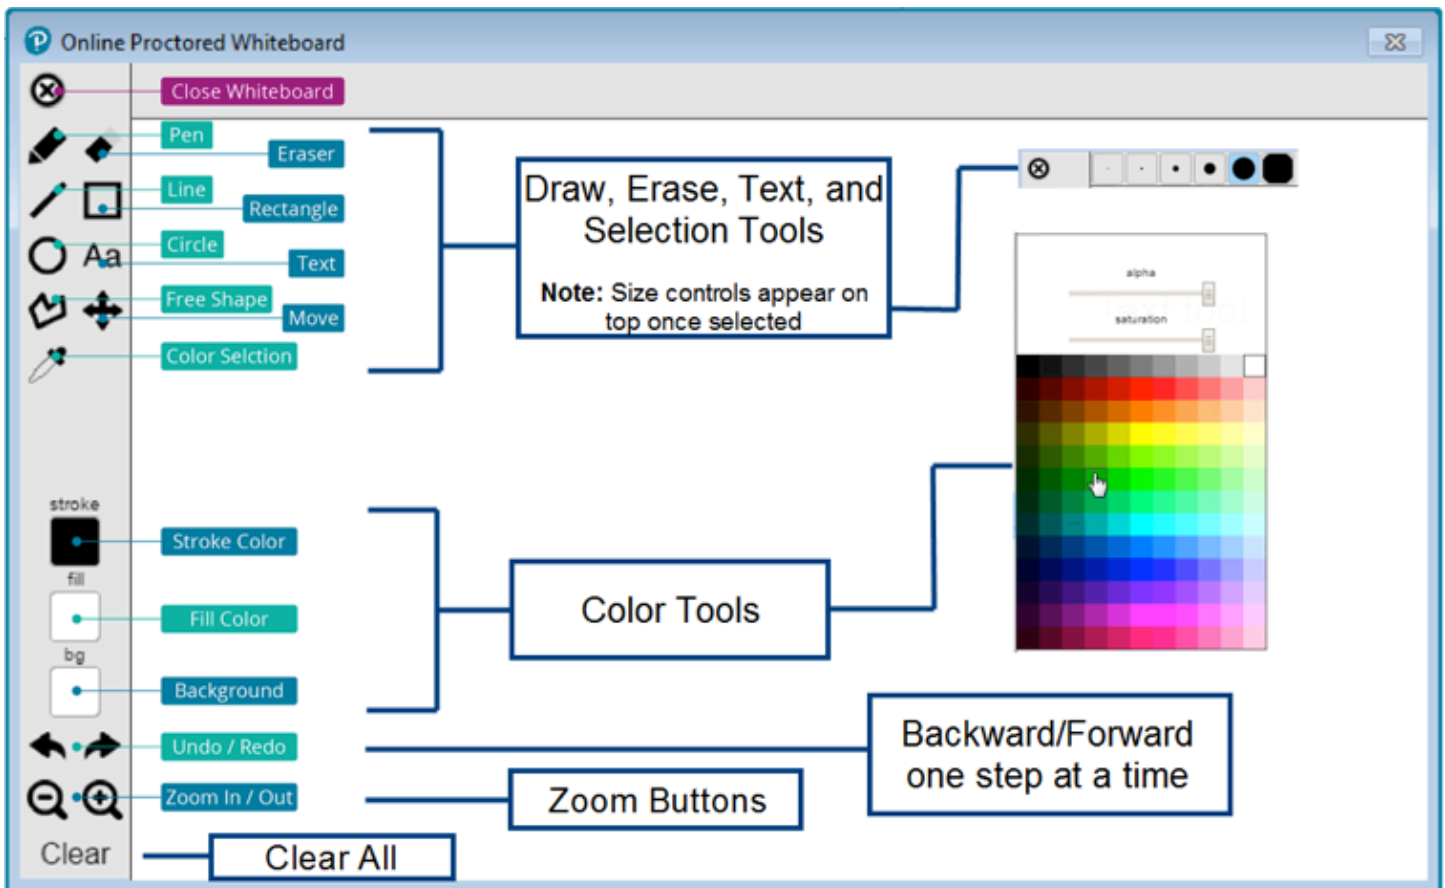 Online Proctored Whiteboard
Close Whiteboard
Pen
Eraser
Line
Rectangle
Circle
Aa
Text
Free Shape
Move
Color Selction
Draw, Erase, Text, and
Selection Tools
Note: Size controls appear on
top once selected
alpha
saturation
stroke
Stroke Color
fill
Fill Color
bg
Background
Color Tools
Undo / Redo
Backward/Forward
one step at a time
Zoom In / Out
Zoom Buttons
Clear
Clear All